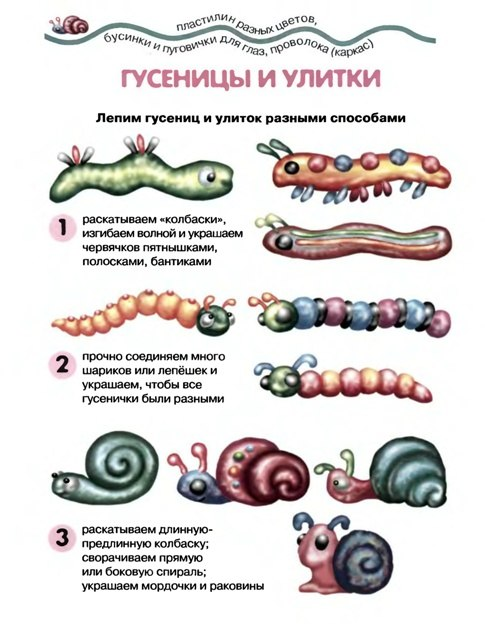 пластилин разных цветов,
бусинки и пуговички для глаз, проволока (каркас)
ГУСЕНИЦЫ И УЛИТКИ
Лепим гусениц и улиток разными способами
1
раскатываем «колбаски»,
изгибаем волной и украшаем
червячков пятнышками,
полосками, бантиками
2
прочно соединяем много
шариков или лепёшек и
украшаем, чтобы все
гусенички были разными
3
раскатываем длинную-
предлинную колбаску;
сворачиваем прямую
или боковую спираль;
украшаем мордочки и раковины